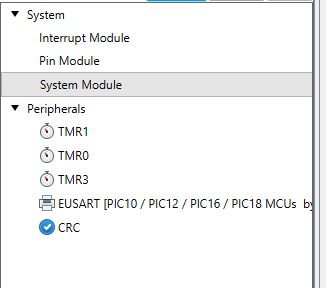 System
Interrupt Module
Pin Module
System Module
Peripherals
TMR1
TMR0
TMR3
EUSART [PIC10 / PIC12 / PIC16 / PIC18 MCUs by
CRC